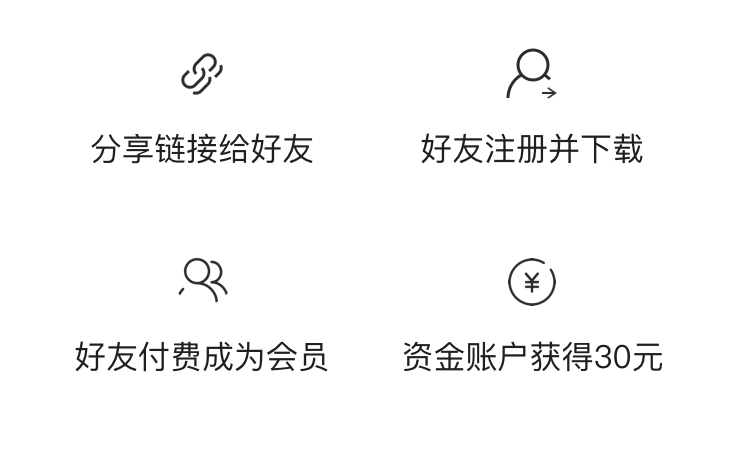 分享链接给好友
好友注册并下载
好友付费成为会员
资金账户获得30元